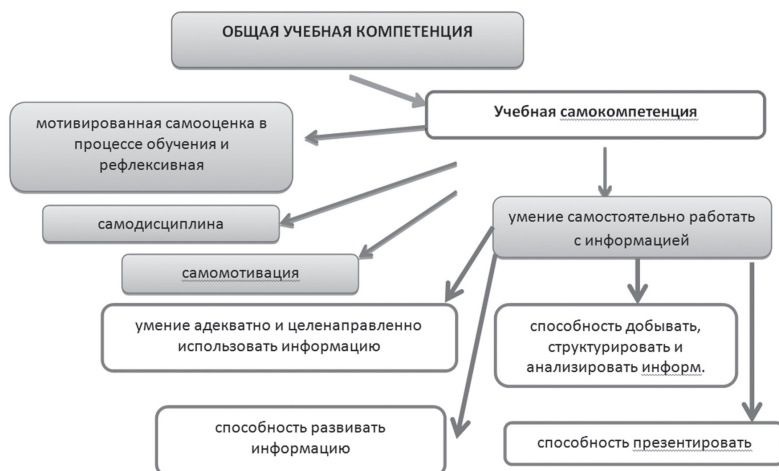 ОБЩАЯ УЧЕБНАЯ КОМПЕТЕНЦИЯ
Учебная самокомпетенция
мотивированная самооценка в
процессе обучения и
рефлексивная
самодисциплина
самомотивация
умение самостоятельно работать
с информацией
умение адекватно и целенаправленно
использовать информацию
способность добывать,
структурировать и
анализировать информ.
способность развивать
информацию
способность презентировать